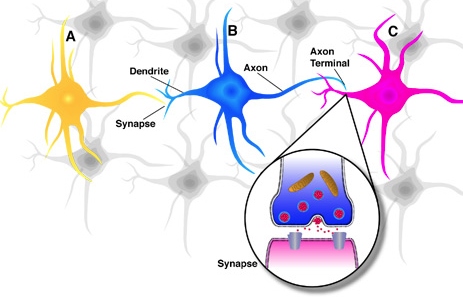 A
B
C
Dendrite
Axon
Axon
Terminal
Synapse
Synapse